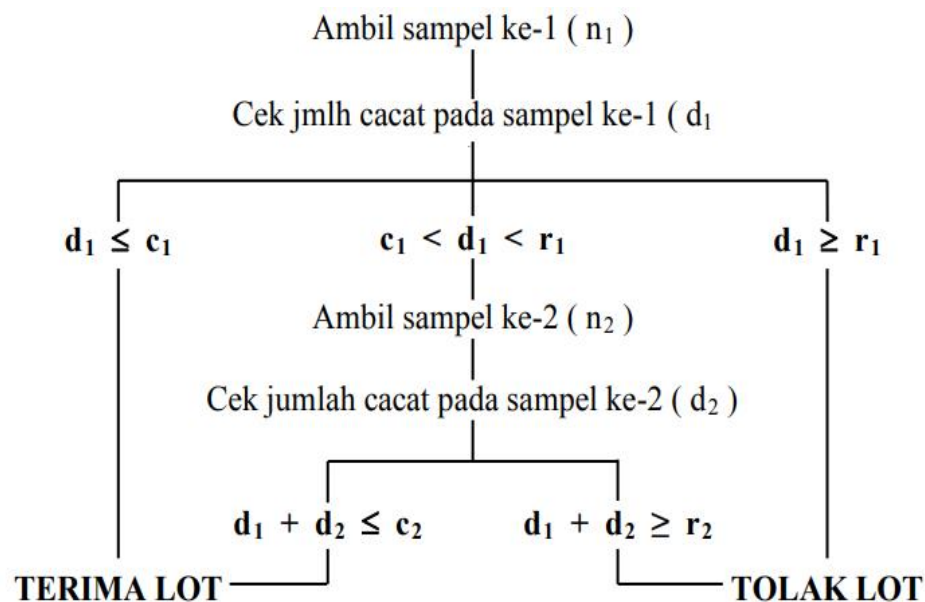 Ambil sampel ke-1 ( n₁ )
Cek jmlh cacat pada sampel ke-1 ( d₁
d₁ ≤ c₁
c₁ < d₁ < r₁
d₁ ≥ r₁
Ambil sampel ke-2 ( n₂ )
Cek jumlah cacat pada sampel ke-2 ( d₂ )
d₁ + d₂ ≤ c₂
d₁ + d₂ ≥ r₂
TERIMA LOT
TOLAK LOT